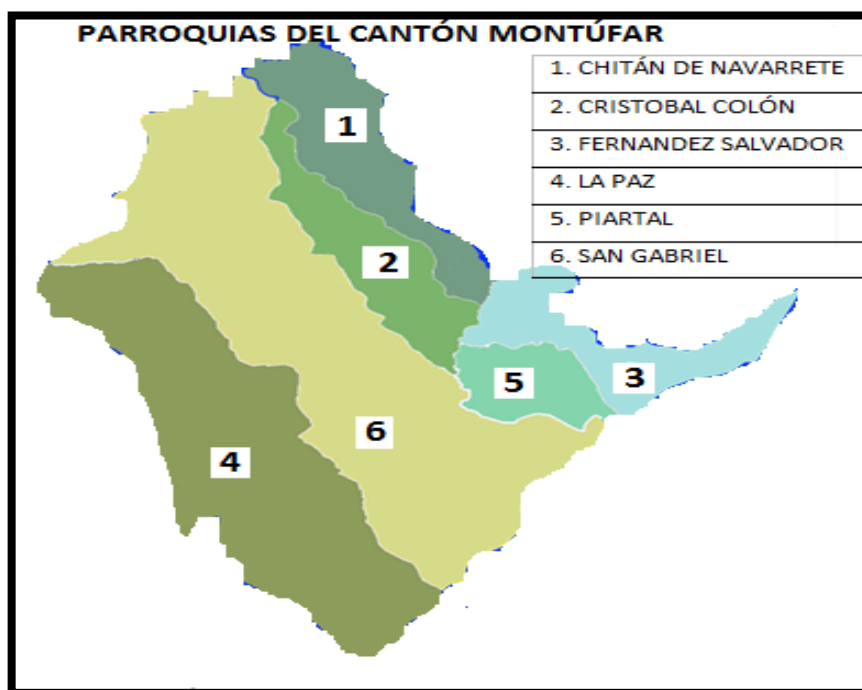 PARROQUIAS DEL CANTÓN MONTÚFAR
1. CHITÁN DE NAVARRETE
2. CRISTOBAL COLÓN
3. FERNANDEZ SALVADOR
4. LA PAZ
5. PIARTAL
6. SAN GABRIEL
1
2
3
5
6
4